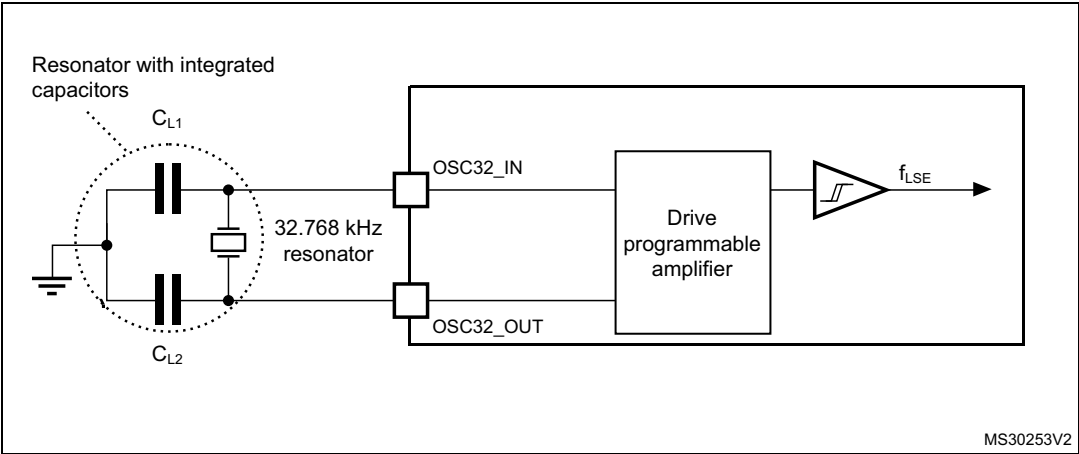 Resonator with integrated
capacitors
CL1
OSC32_IN
fLSE
32.768 kHz
resonator
Drive
programmable
amplifier
OSC32_OUT
CL2
MS30253V2